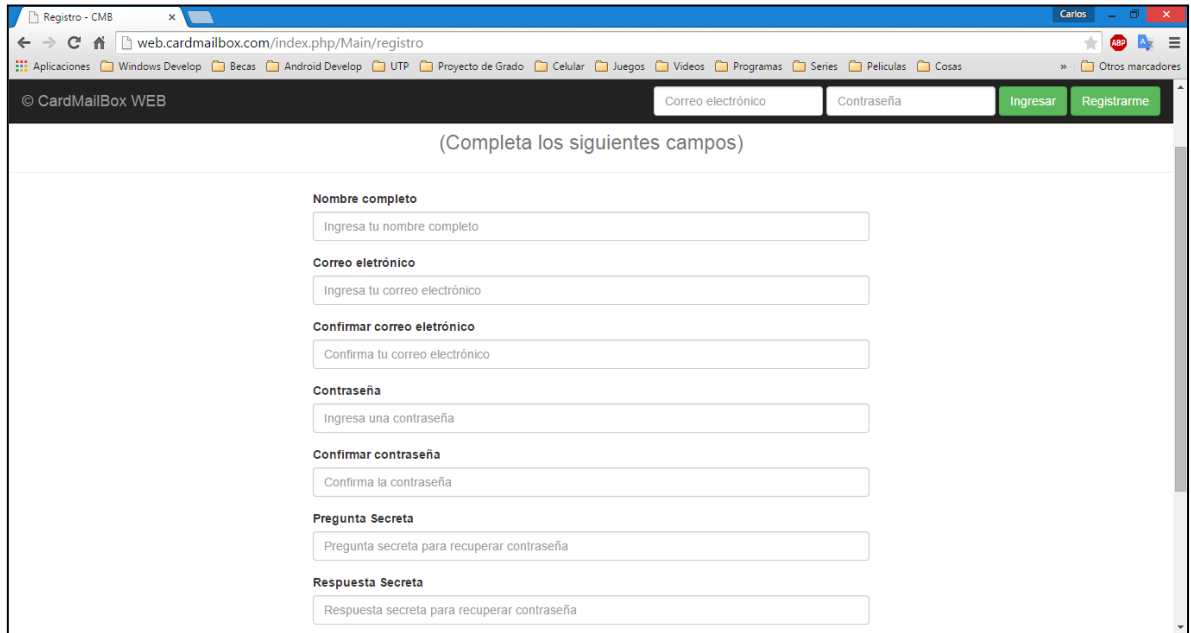 Registro - CMB
Carlos
web.cardmailbox.com/index.php/Main/registro
ABP
Aplicaciones Windows Develop Becas Android Develop UTP Proyecto de Grado Celular Juegos Videos Programas Series Peliculas Cosas » Otros marcadores
© CardMailBox WEB Correo electrónico Contraseña Ingresar Registrarme
(Completa los siguientes campos)
Nombre completo
Ingresa tu nombre completo
Correo eletrónico
Ingresa tu correo electrónico
Confirmar correo eletrónico
Confirma tu correo electrónico
Contraseña
Ingresa una contraseña
Confirmar contraseña
Confirma la contraseña
Pregunta Secreta
Pregunta secreta para recuperar contraseña
Respuesta Secreta
Respuesta secreta para recuperar contraseña